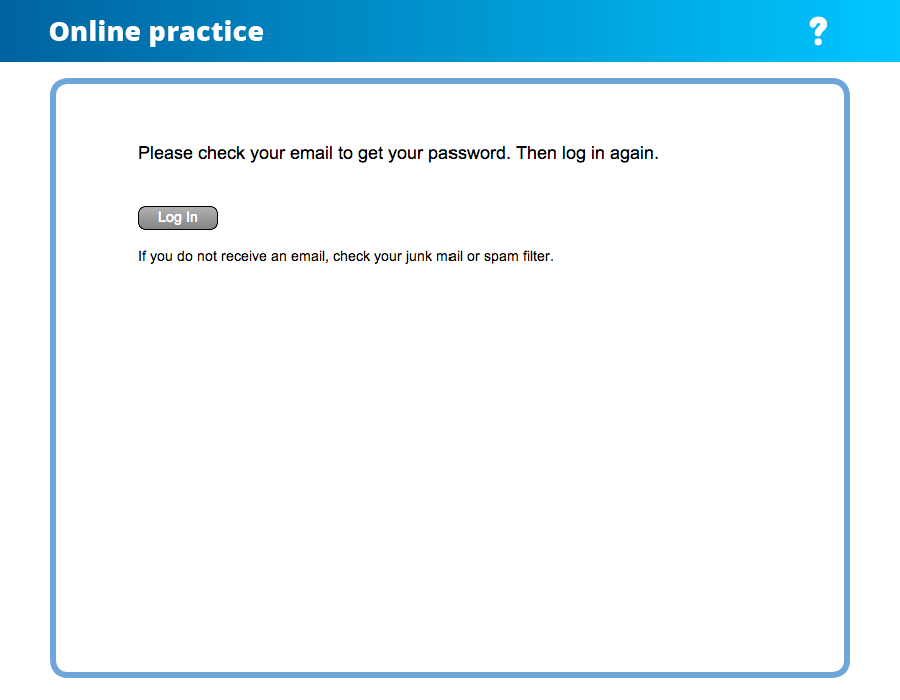 Online practice
?
Please check your email to get your password. Then log in again.
Log In
If you do not receive an email, check your junk mail or spam filter.